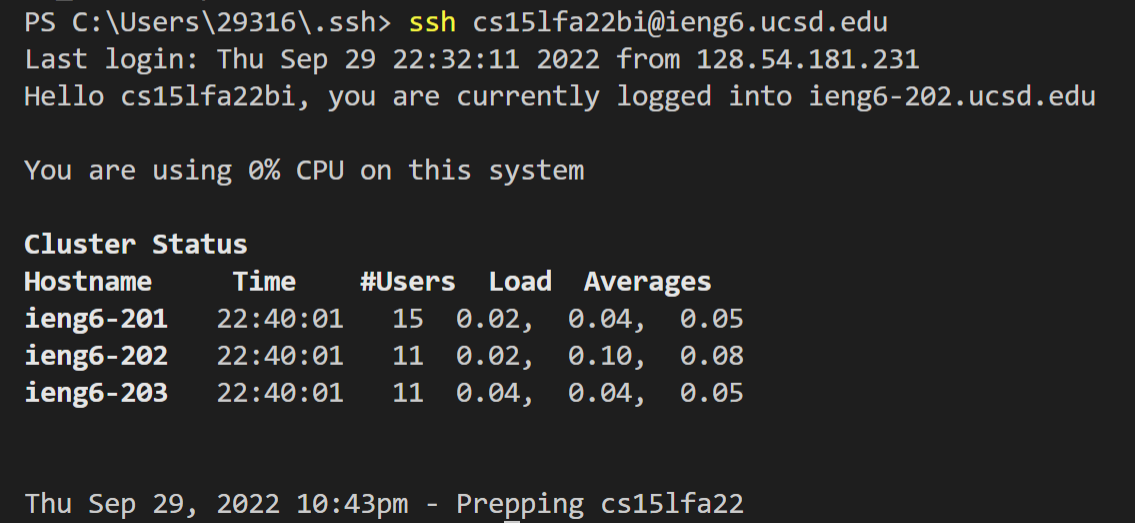 PS C:\Users\29316\.ssh> ssh cs15lfa22bi@ieng6.ucsd.edu
Last login: Thu Sep 29 22:32:11 2022 from 128.54.181.231
Hello cs15lfa22bi, you are currently logged into ieng6-202.ucsd.edu
You are using 0% CPU on this system
Cluster Status
Hostname     Time    #Users  Load  Averages
ieng6-201   22:40:01   15  0.02,  0.04,  0.05
ieng6-202   22:40:01   11  0.02,  0.10,  0.08
ieng6-203   22:40:01   11  0.04,  0.04,  0.05
Thu Sep 29, 2022 10:43pm - Prepping cs15lfa22